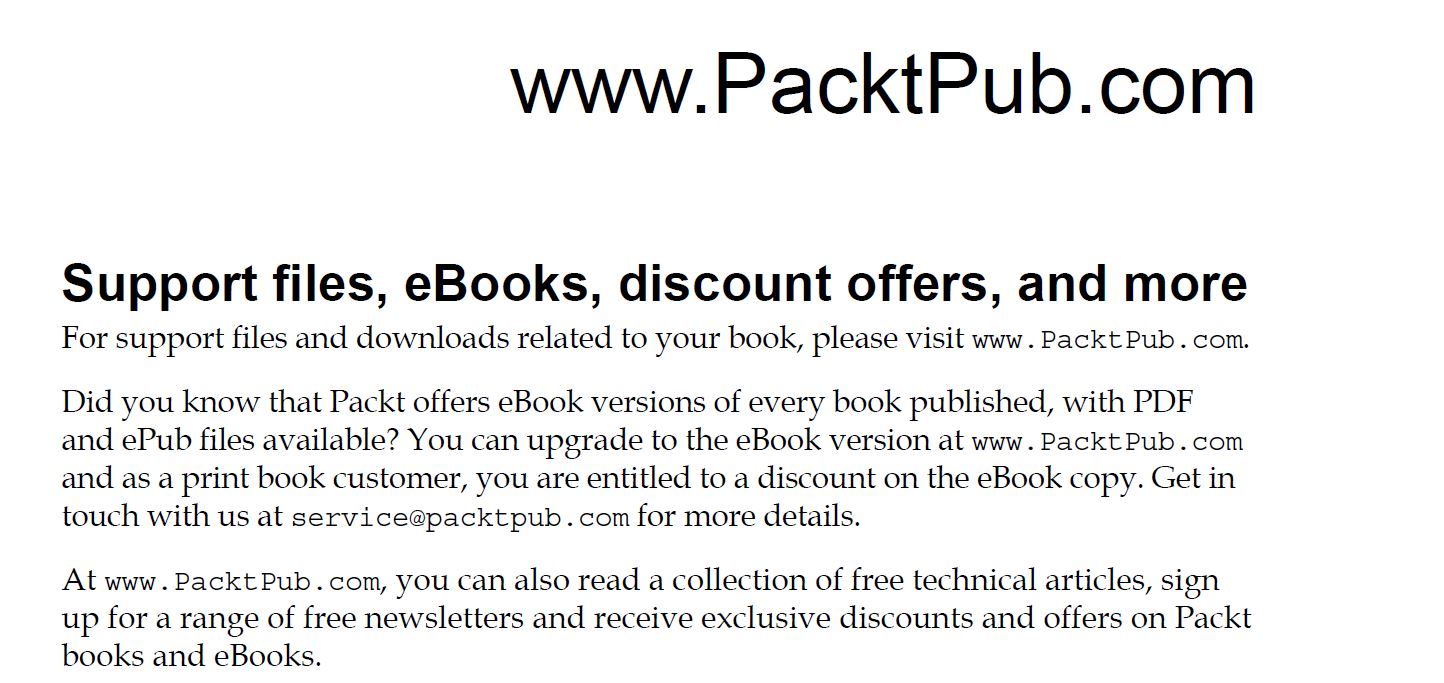 www.PacktPub.com
Support files, eBooks, discount offers, and more
For support files and downloads related to your book, please visit www.PacktPub.com.
Did you know that Packt offers eBook versions of every book published, with PDF
and ePub files available? You can upgrade to the eBook version at www.PacktPub.com
and as a print book customer, you are entitled to a discount on the eBook copy. Get in
touch with us at service@packtpub.com for more details.
At www.PacktPub.com, you can also read a collection of free technical articles, sign
up for a range of free newsletters and receive exclusive discounts and offers on Packt
books and eBooks.